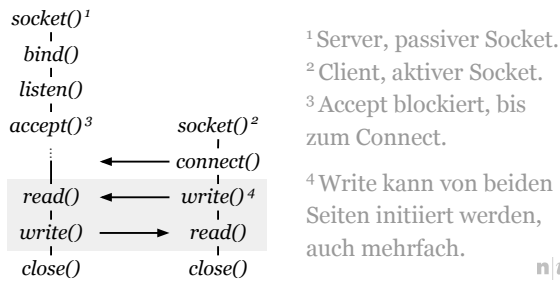 socket()¹
bind()
listen()
accept()³ socket()²
connect()
read() write()⁴
write() read()
close() close()
¹ Server, passiver Socket.
² Client, aktiver Socket.
³ Accept blockiert, bis
zum Connect.
⁴ Write kann von beiden
Seiten initiiert werden,
auch mehrfach.